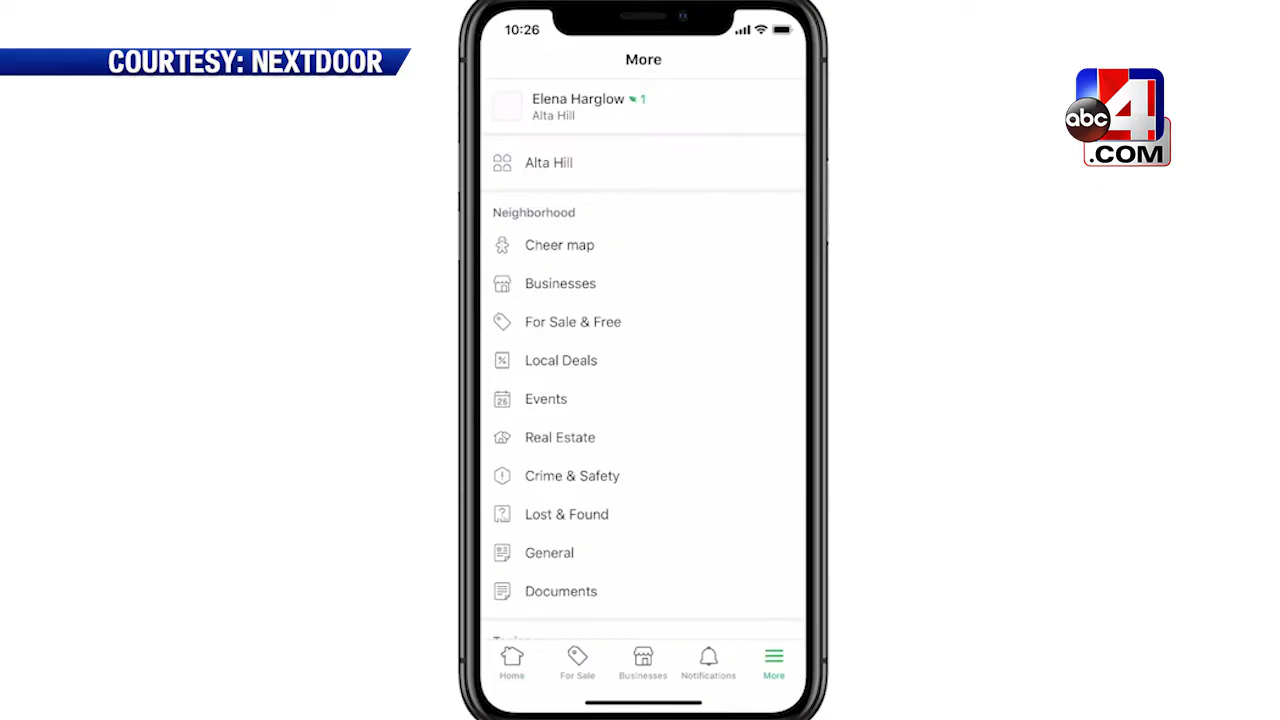 COURTESY: NEXTDOOR
abc
4
.COM
10:26
More
Elena Harglow 1
Alta Hill
Alta Hill
Neighborhood
Cheer map
Businesses
For Sale & Free
Local Deals
26
Events
Real Estate
Crime & Safety
Lost & Found
General
Documents
Home
For Sale
Businesses
Notifications
More